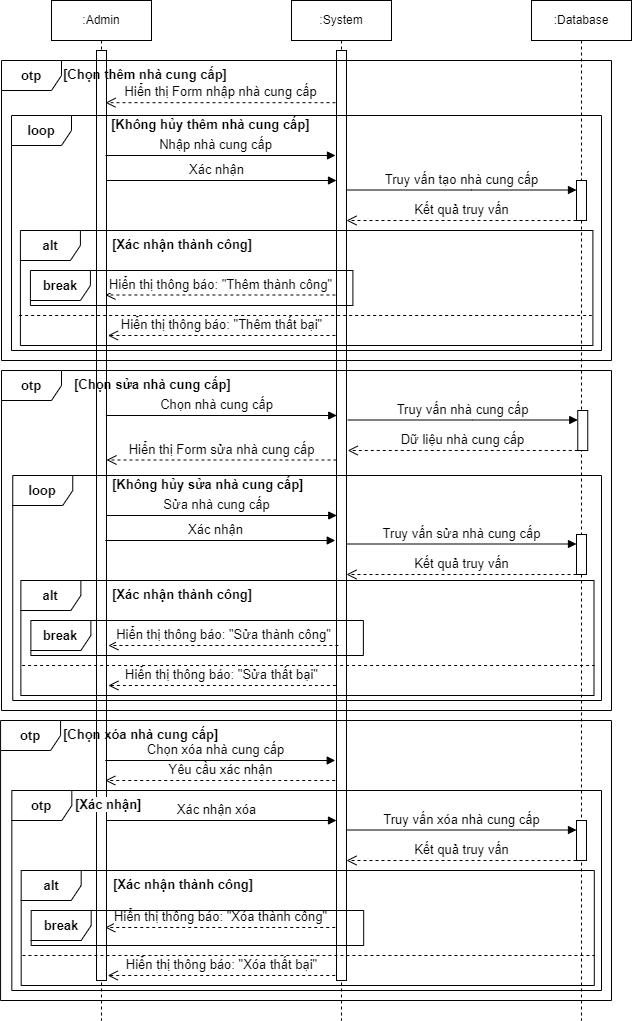 :Admin
:System
:Database
otp
[Chọn thêm nhà cung cấp]
Hiển thị Form nhập nhà cung cấp
loop
[Không hủy thêm nhà cung cấp]
Nhập nhà cung cấp
Xác nhận
Truy vấn tạo nhà cung cấp
Kết quả truy vấn
alt
[Xác nhận thành công]
break
Hiển thị thông báo: "Thêm thành công"
Hiển thị thông báo: "Thêm thất bại"
otp
[Chọn sửa nhà cung cấp]
Chọn nhà cung cấp
Truy vấn nhà cung cấp
Dữ liệu nhà cung cấp
Hiển thị Form sửa nhà cung cấp
loop
[Không hủy sửa nhà cung cấp]
Sửa nhà cung cấp
Xác nhận
Truy vấn sửa nhà cung cấp
Kết quả truy vấn
alt
[Xác nhận thành công]
break
Hiển thị thông báo: "Sửa thành công"
Hiển thị thông báo: "Sửa thất bại"
otp
[Chọn xóa nhà cung cấp]
Chọn xóa nhà cung cấp
Yêu cầu xác nhận
otp
[Xác nhận]
Xác nhận xóa
Truy vấn xóa nhà cung cấp
Kết quả truy vấn
alt
[Xác nhận thành công]
break
Hiển thị thông báo: "Xóa thành công"
Hiển thị thông báo: "Xóa thất bại"